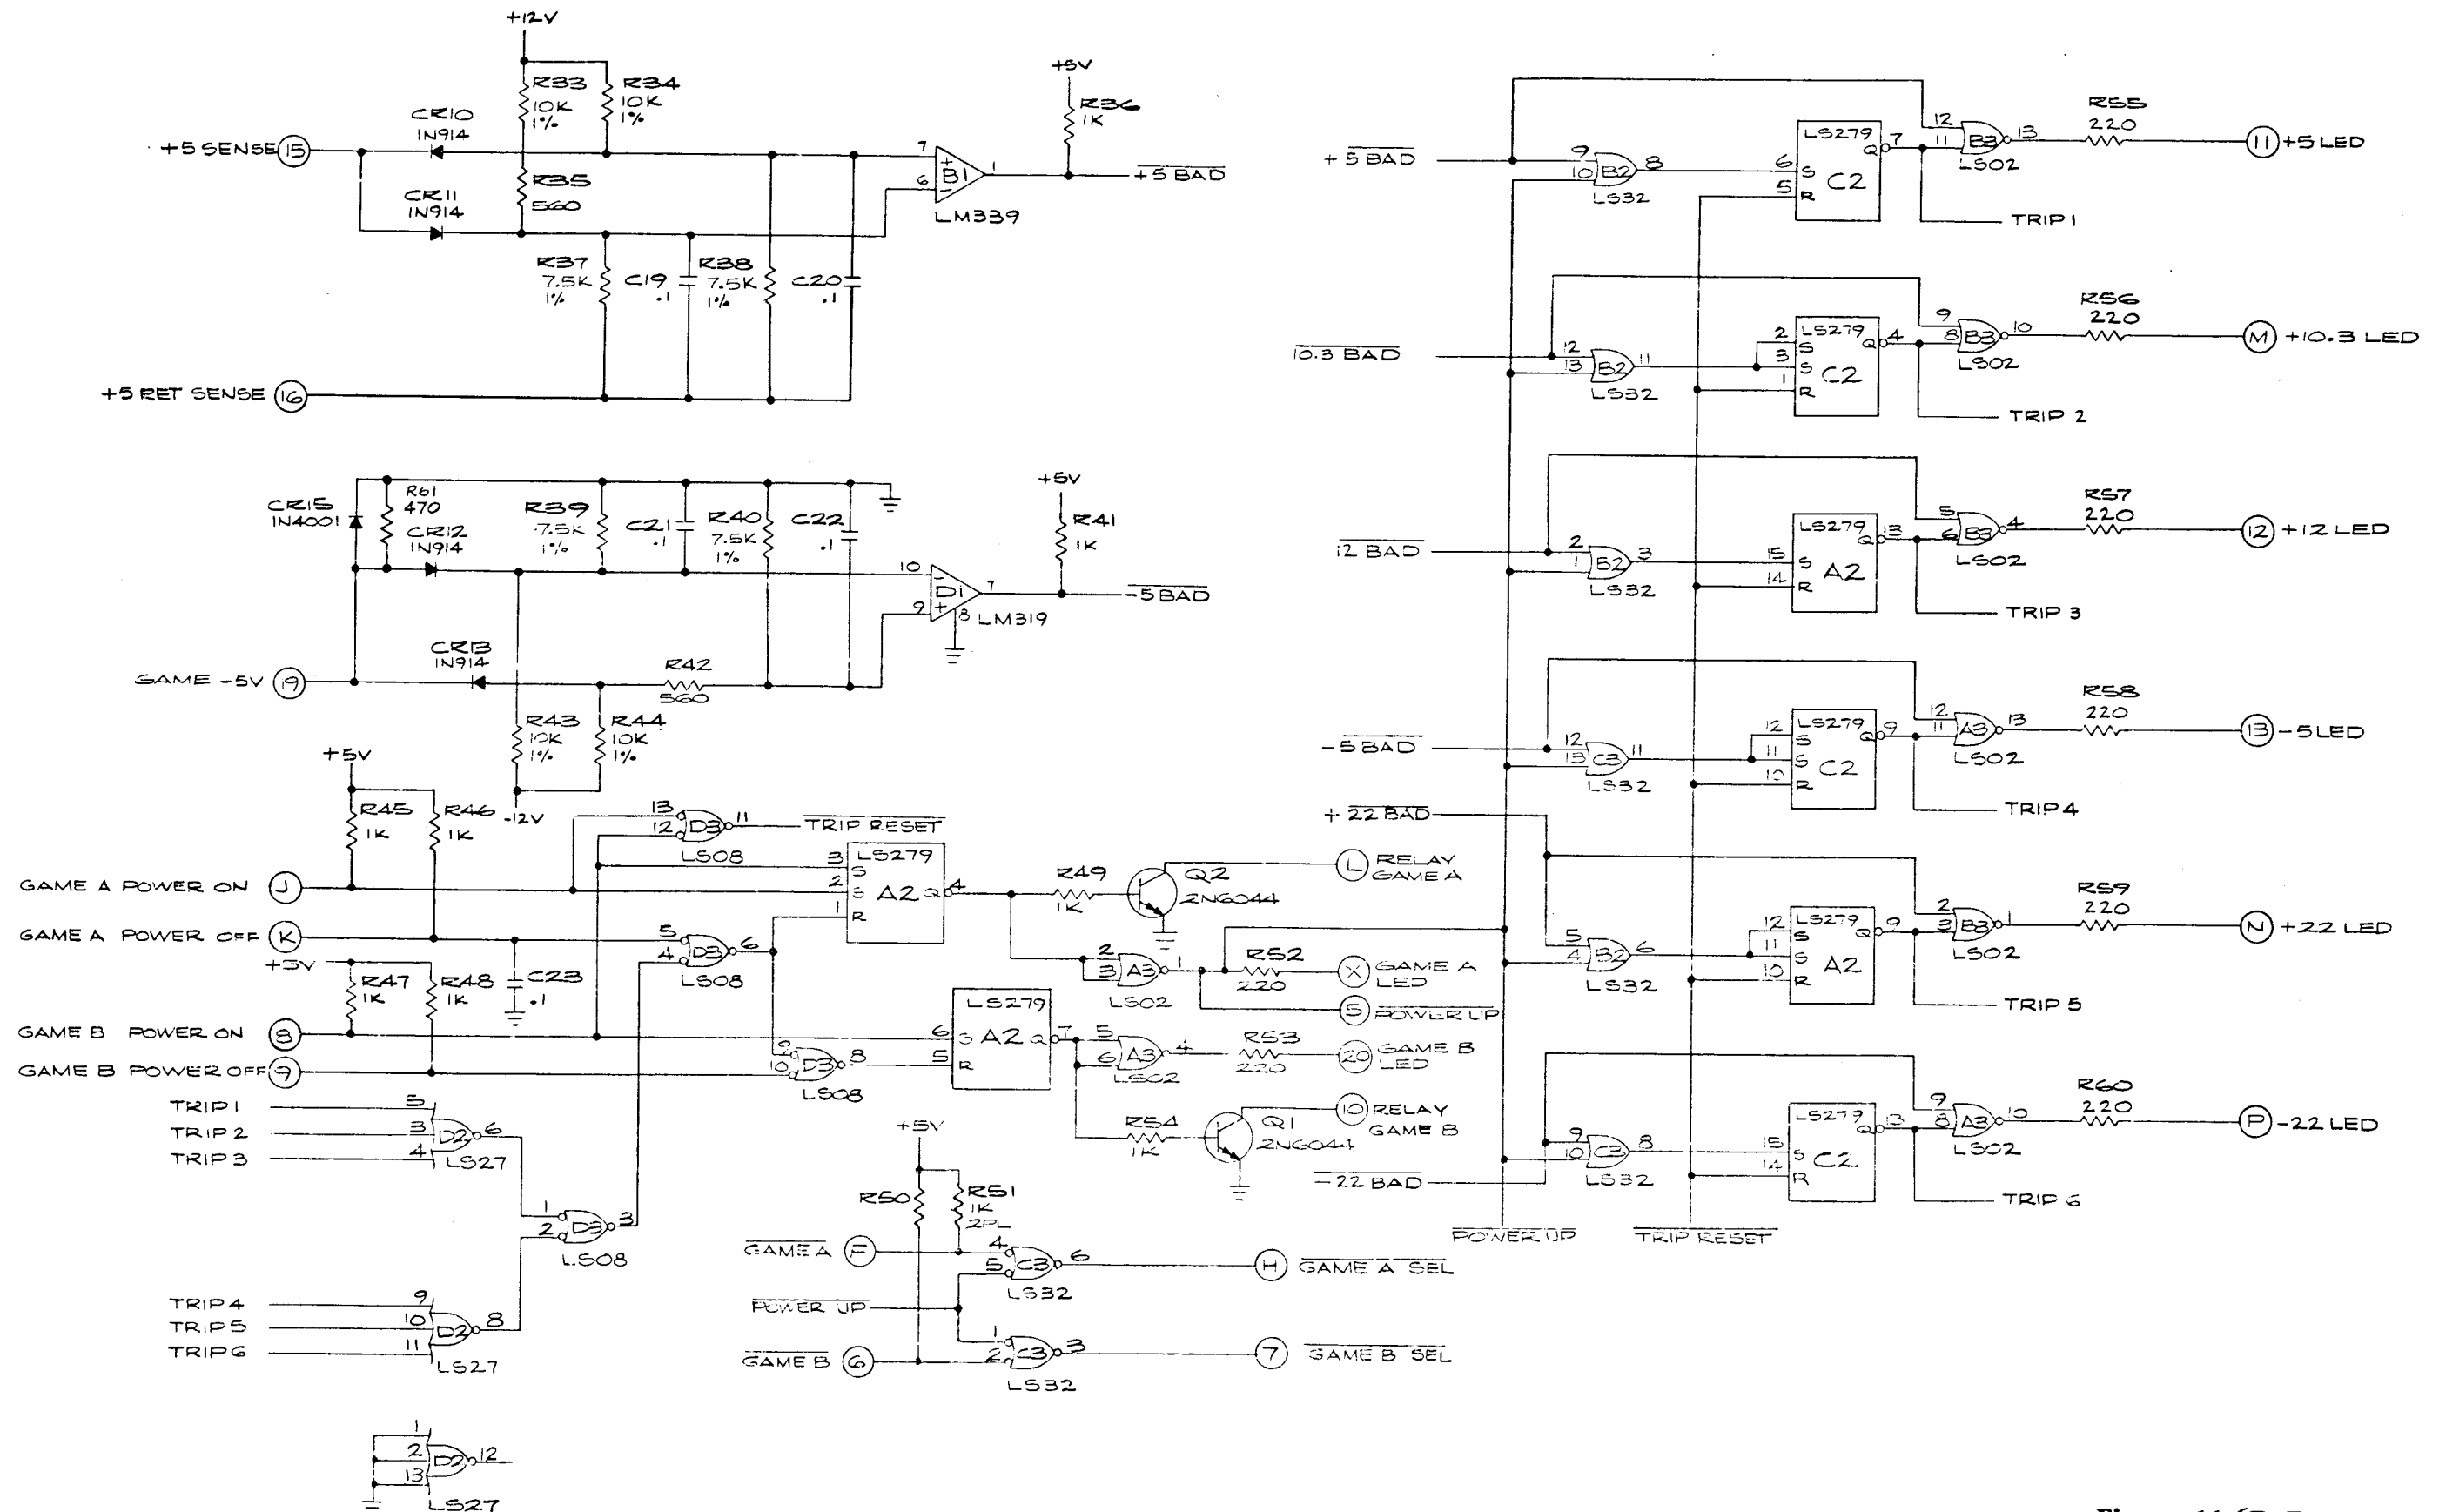 +12V
R33
10K
1%
R34
10K
1%
CR10
1N914
+5 SENSE 15
CR11
1N914
R35
560
7
6
+
B1
-
1
LM339
+5V
R36
1K
+5 BAD
R37
7.5K
1%
C19
.1
R38
7.5K
1%
C20
.1
+5 RET SENSE 16
CR15
1N4001
R61
470
CR12
1N914
R39
7.5K
1%
C21
.1
R40
7.5K
1%
C22
.1
+5V
R41
1K
10
9
-
D1
+
7
8
LM319
-5 BAD
GAME -5V 19
CR13
1N914
R42
560
R43
10K
1%
R44
10K
1%
-12V
+5V
R45
1K
R46
1K
13
12
D3
11
TRIP RESET
LS08
GAME A POWER ON J
3
2
1
LS279
S
S
R
A2
Q
4
R49
1K
Q2
2N6044
L RELAY
GAME A
GAME A POWER OFF K
5
4
D3
6
LS08
+5V
R47
1K
R48
1K
C23
.1
2
3
A3
1
LS02
R52
220
X GAME A
LED
5 POWER UP
GAME B POWER ON 8
GAME B POWER OFF 9
9
10
D3
8
LS08
6
5
LS279
S
R
A2
Q
7
5
6
A3
4
LS02
R53
220
20 GAME B
LED
R54
1K
Q1
2N6044
10 RELAY
GAME B
TRIP 1
TRIP 2
TRIP 3
5
3
4
D2
6
LS27
1
2
D3
3
LS08
TRIP 4
TRIP 5
TRIP 6
9
10
11
D2
8
LS27
1
2
13
D2
12
LS27
+5V
R50
R51
1K
2PL
GAME A F
4
5
C3
6
LS32
H GAME A SEL
POWER UP
GAME B 6
1
2
C3
3
LS32
7 GAME B SEL
+5 BAD
9
10
B2
8
LS32
6
5
LS279
S
R
C2
Q
7
12
11
B3
13
LS02
R55
220
11 +5 LED
TRIP 1
10.3 BAD
12
13
B2
11
LS32
2
3
1
LS279
S
S
R
C2
Q
4
9
8
B3
10
LS02
R56
220
M +10.3 LED
TRIP 2
12 BAD
2
1
B2
3
LS32
15
14
LS279
S
R
A2
Q
13
5
6
B3
4
LS02
R57
220
12 +12 LED
TRIP 3
-5 BAD
12
13
C3
11
LS32
12
11
10
LS279
S
S
R
C2
Q
9
12
11
A3
13
LS02
R58
220
13 -5 LED
TRIP 4
+22 BAD
5
4
B2
6
LS32
12
11
10
LS279
S
S
R
A2
Q
9
2
3
B3
1
LS02
R59
220
N +22 LED
TRIP 5
-22 BAD
9
10
C3
8
LS32
15
14
LS279
S
R
C2
Q
13
9
8
A3
10
LS02
R60
220
P -22 LED
TRIP 6
POWER UP
TRIP RESET